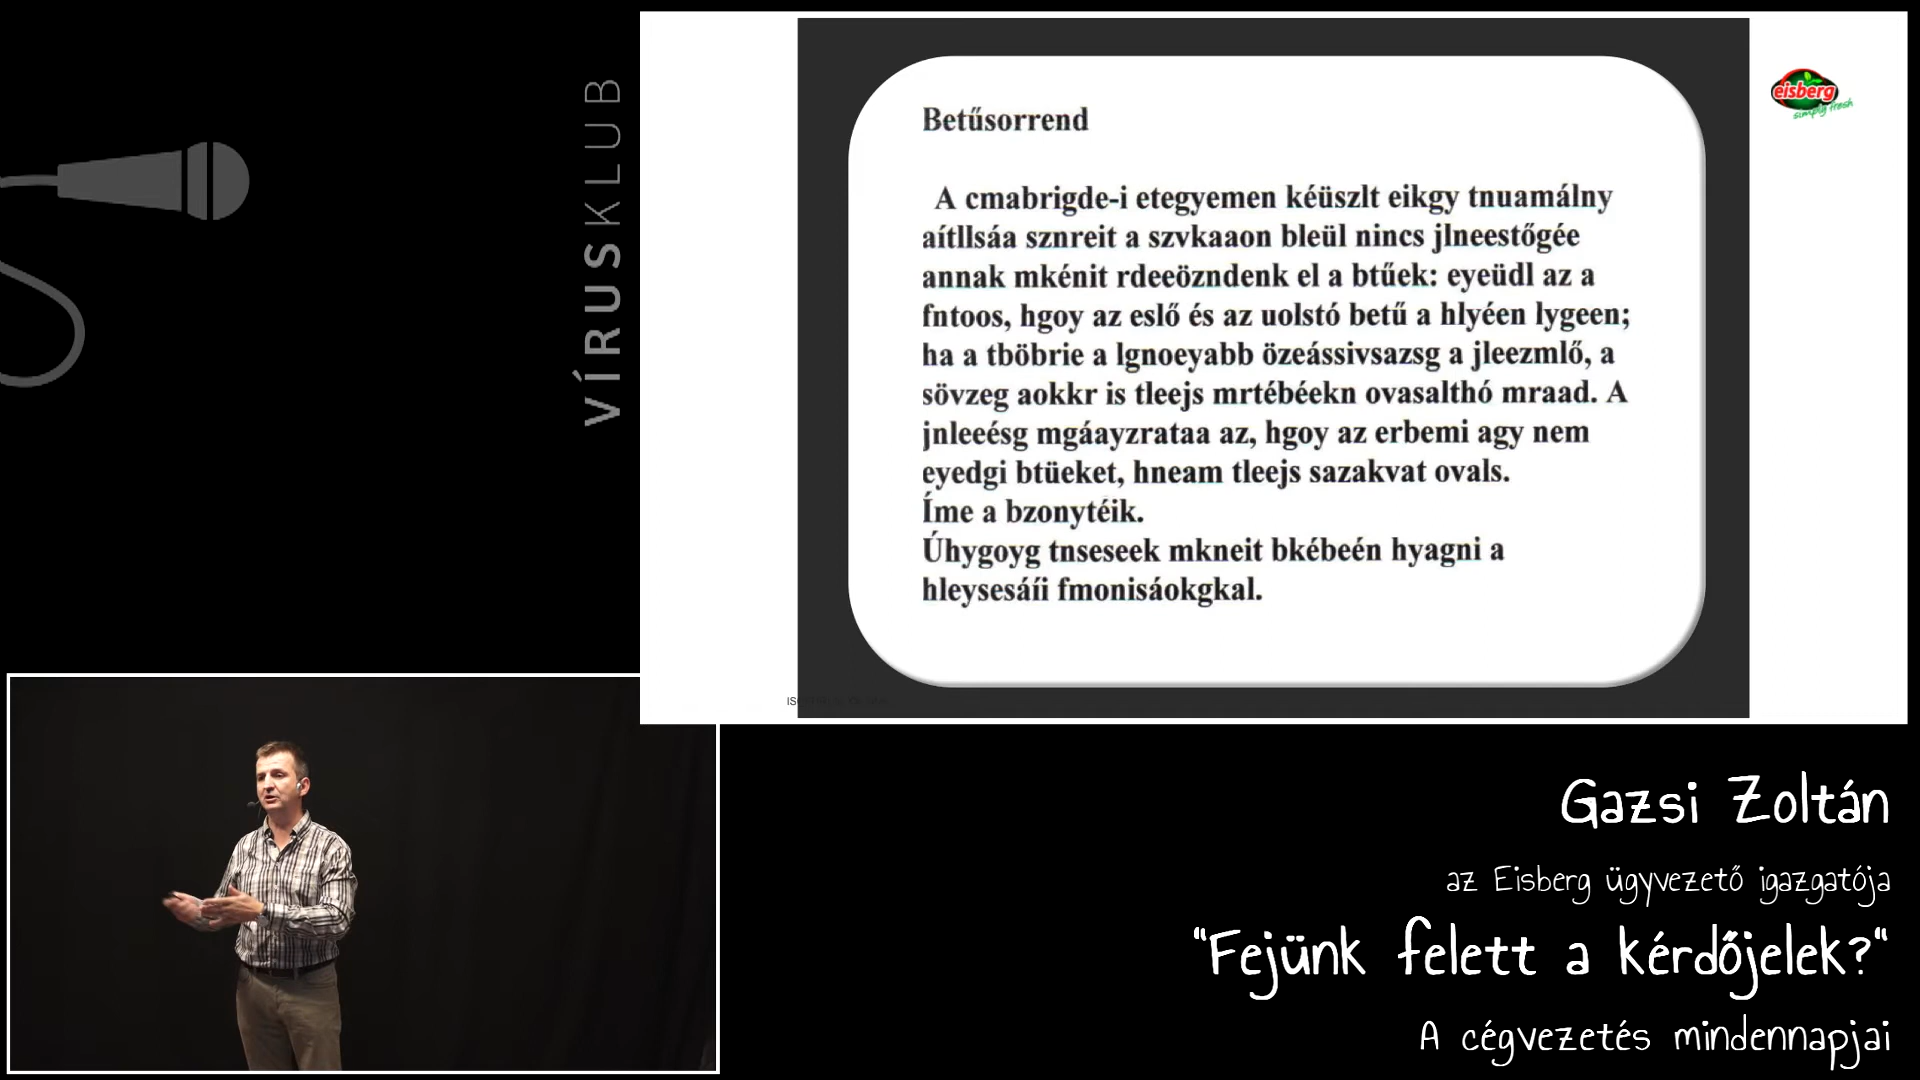 VÍRUSKLUB
eisberg
simply fresh
Betűsorrend
A cmabrigde-i etegyemen kéüszlt eikgy tnuamálny
aítllsáa sznreit a szvkaaon bleül nincs jlneestőgée
annak mkénit rdeeözndenk el a btűek: eyeüdl az a
fntoos, hgoy az eslő és az uolstó betű a hlyéen lygeen;
ha a tböbrie a lgnoeyabb özeássivsazsg a jleezmlő, a
sövzeg aokkr is tleejs mrtébéekn ovasalthó mraad. A
jnleeésg mgáayzrataa az, hgoy az erbemi agy nem
eyedgi btüeket, hneam tleejs sazakvat ovals.
Íme a bzonytéik.
Úhygoyg tnseseek mkneit bkébeén hyagni a
hleysesáíi fmonisáokgkal.
Gazsi Zoltán
az Eisberg ügyvezető igazgatója
"Fejünk felett a kérdőjelek?"
A cégvezetés mindennapjai